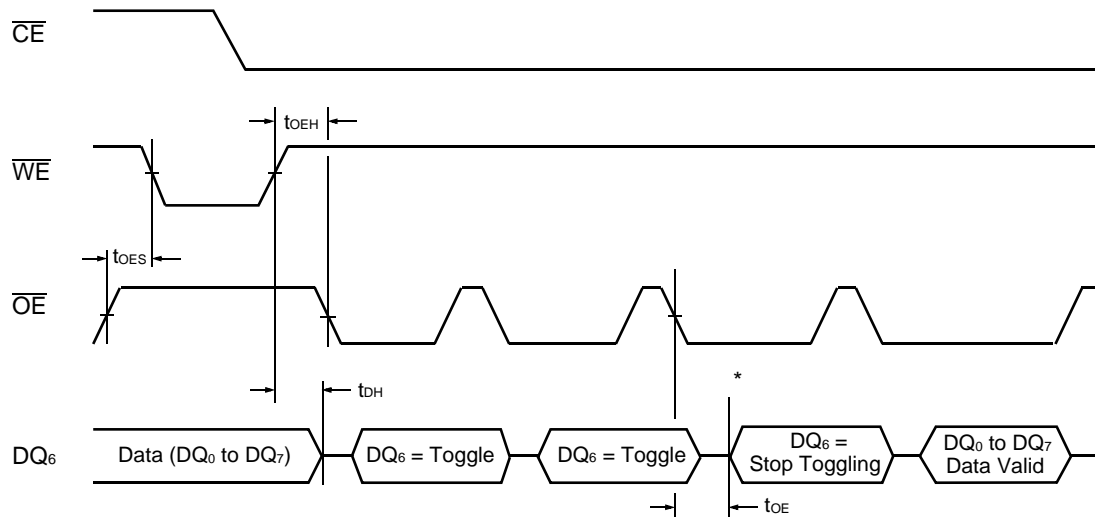 CE
tOEH
WE
tOES
OE
*
tDH
DQ6
Data (DQ0 to DQ7)
DQ6 = Toggle
DQ6 = Toggle
DQ6 =
Stop Toggling
DQ0 to DQ7
Data Valid
tOE